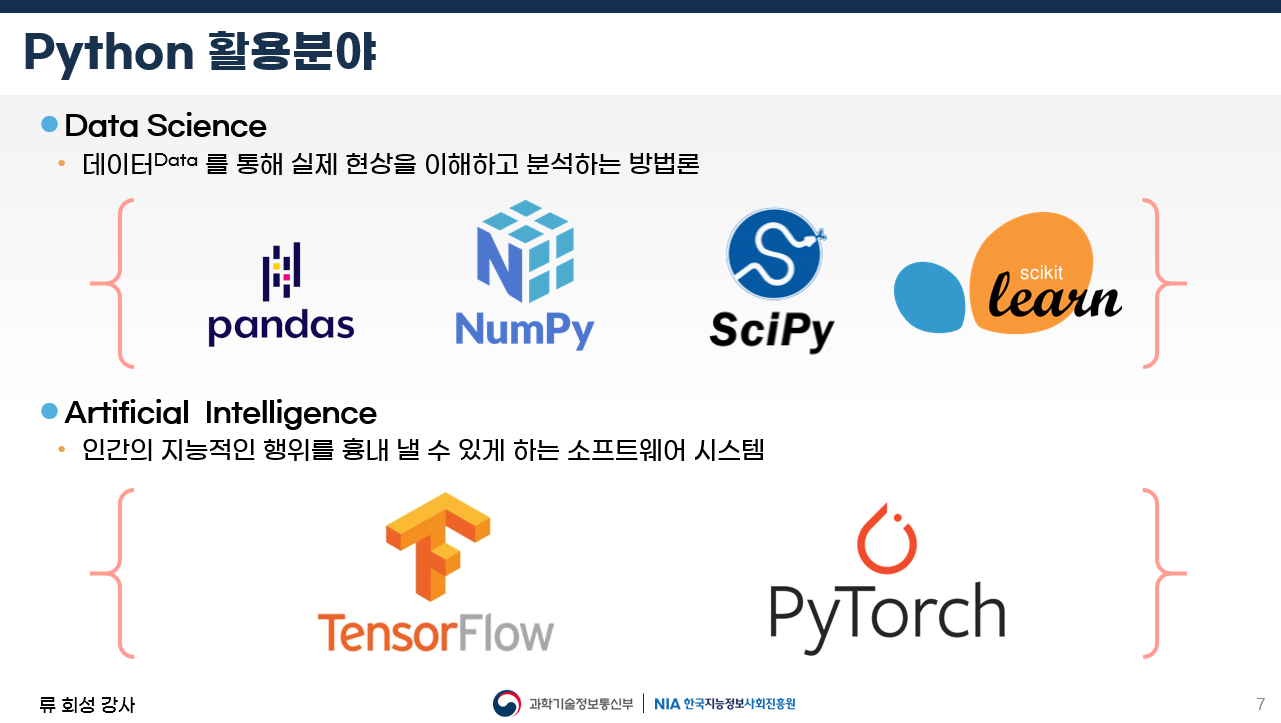 Python 활용분야
Data Science
데이터Data 를 통해 실제 현상을 이해하고 분석하는 방법론
pandas
NumPy
SciPy
scikit
learn
Artificial Intelligence
인간의 지능적인 행위를 흉내 낼 수 있게 하는 소프트웨어 시스템
TensorFlow
PyTorch
류 회성 강사
과학기술정보통신부
NIA 한국지능정보사회진흥원
7